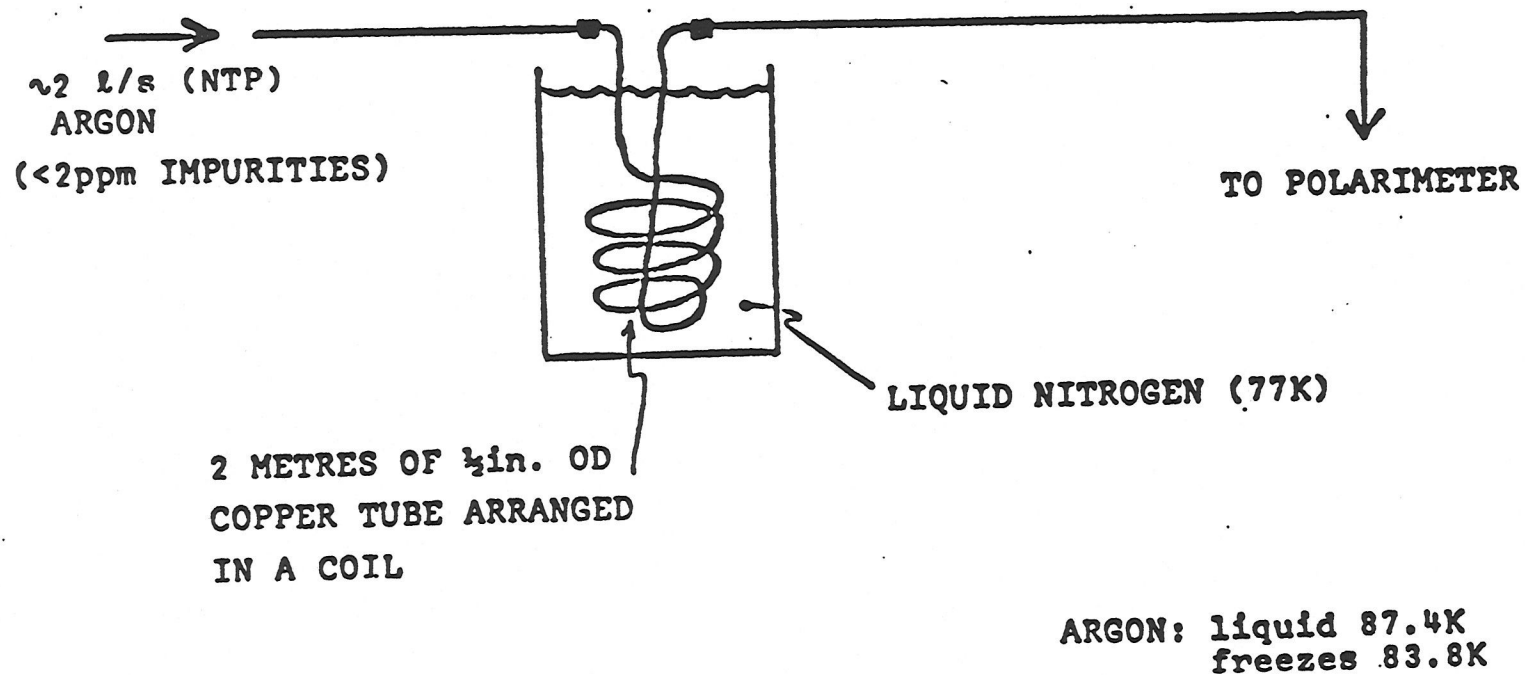 ~2 ℓ/s (NTP)
ARGON
(<2ppm IMPURITIES)
TO POLARIMETER
LIQUID NITROGEN (77K)
2 METRES OF ½in. OD
COPPER TUBE ARRANGED
IN A COIL
ARGON: liquid 87.4K
freezes 83.8K